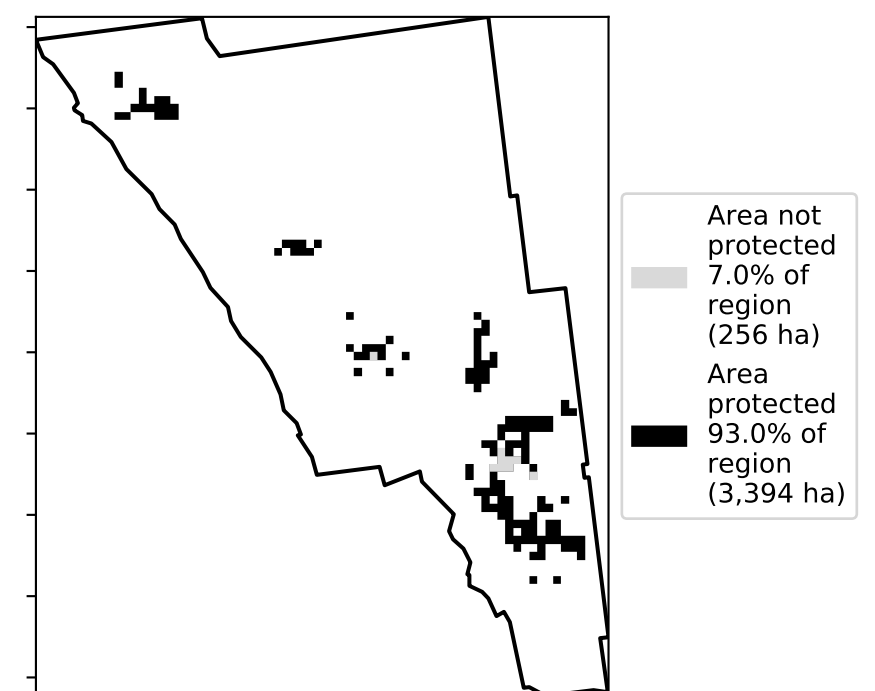 Area not
protected
7.0% of
region
(256 ha)
Area
protected
93.0% of
region
(3,394 ha)